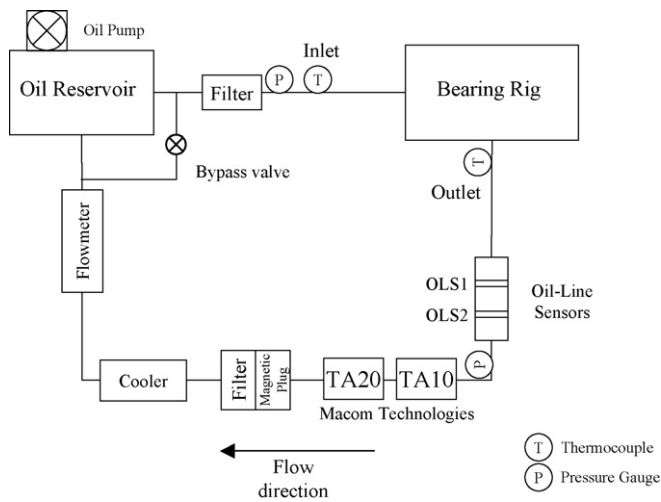 Oil Pump
Oil Reservoir
Filter
P
T
Inlet
Bearing Rig
Bypass valve
T
Outlet
Flowmeter
OLS1
OLS2
Oil-Line
Sensors
P
Cooler
Filter
Magnetic
Plug
TA20
TA10
Macom Technologies
Flow
direction
T
Thermocouple
P
Pressure Gauge